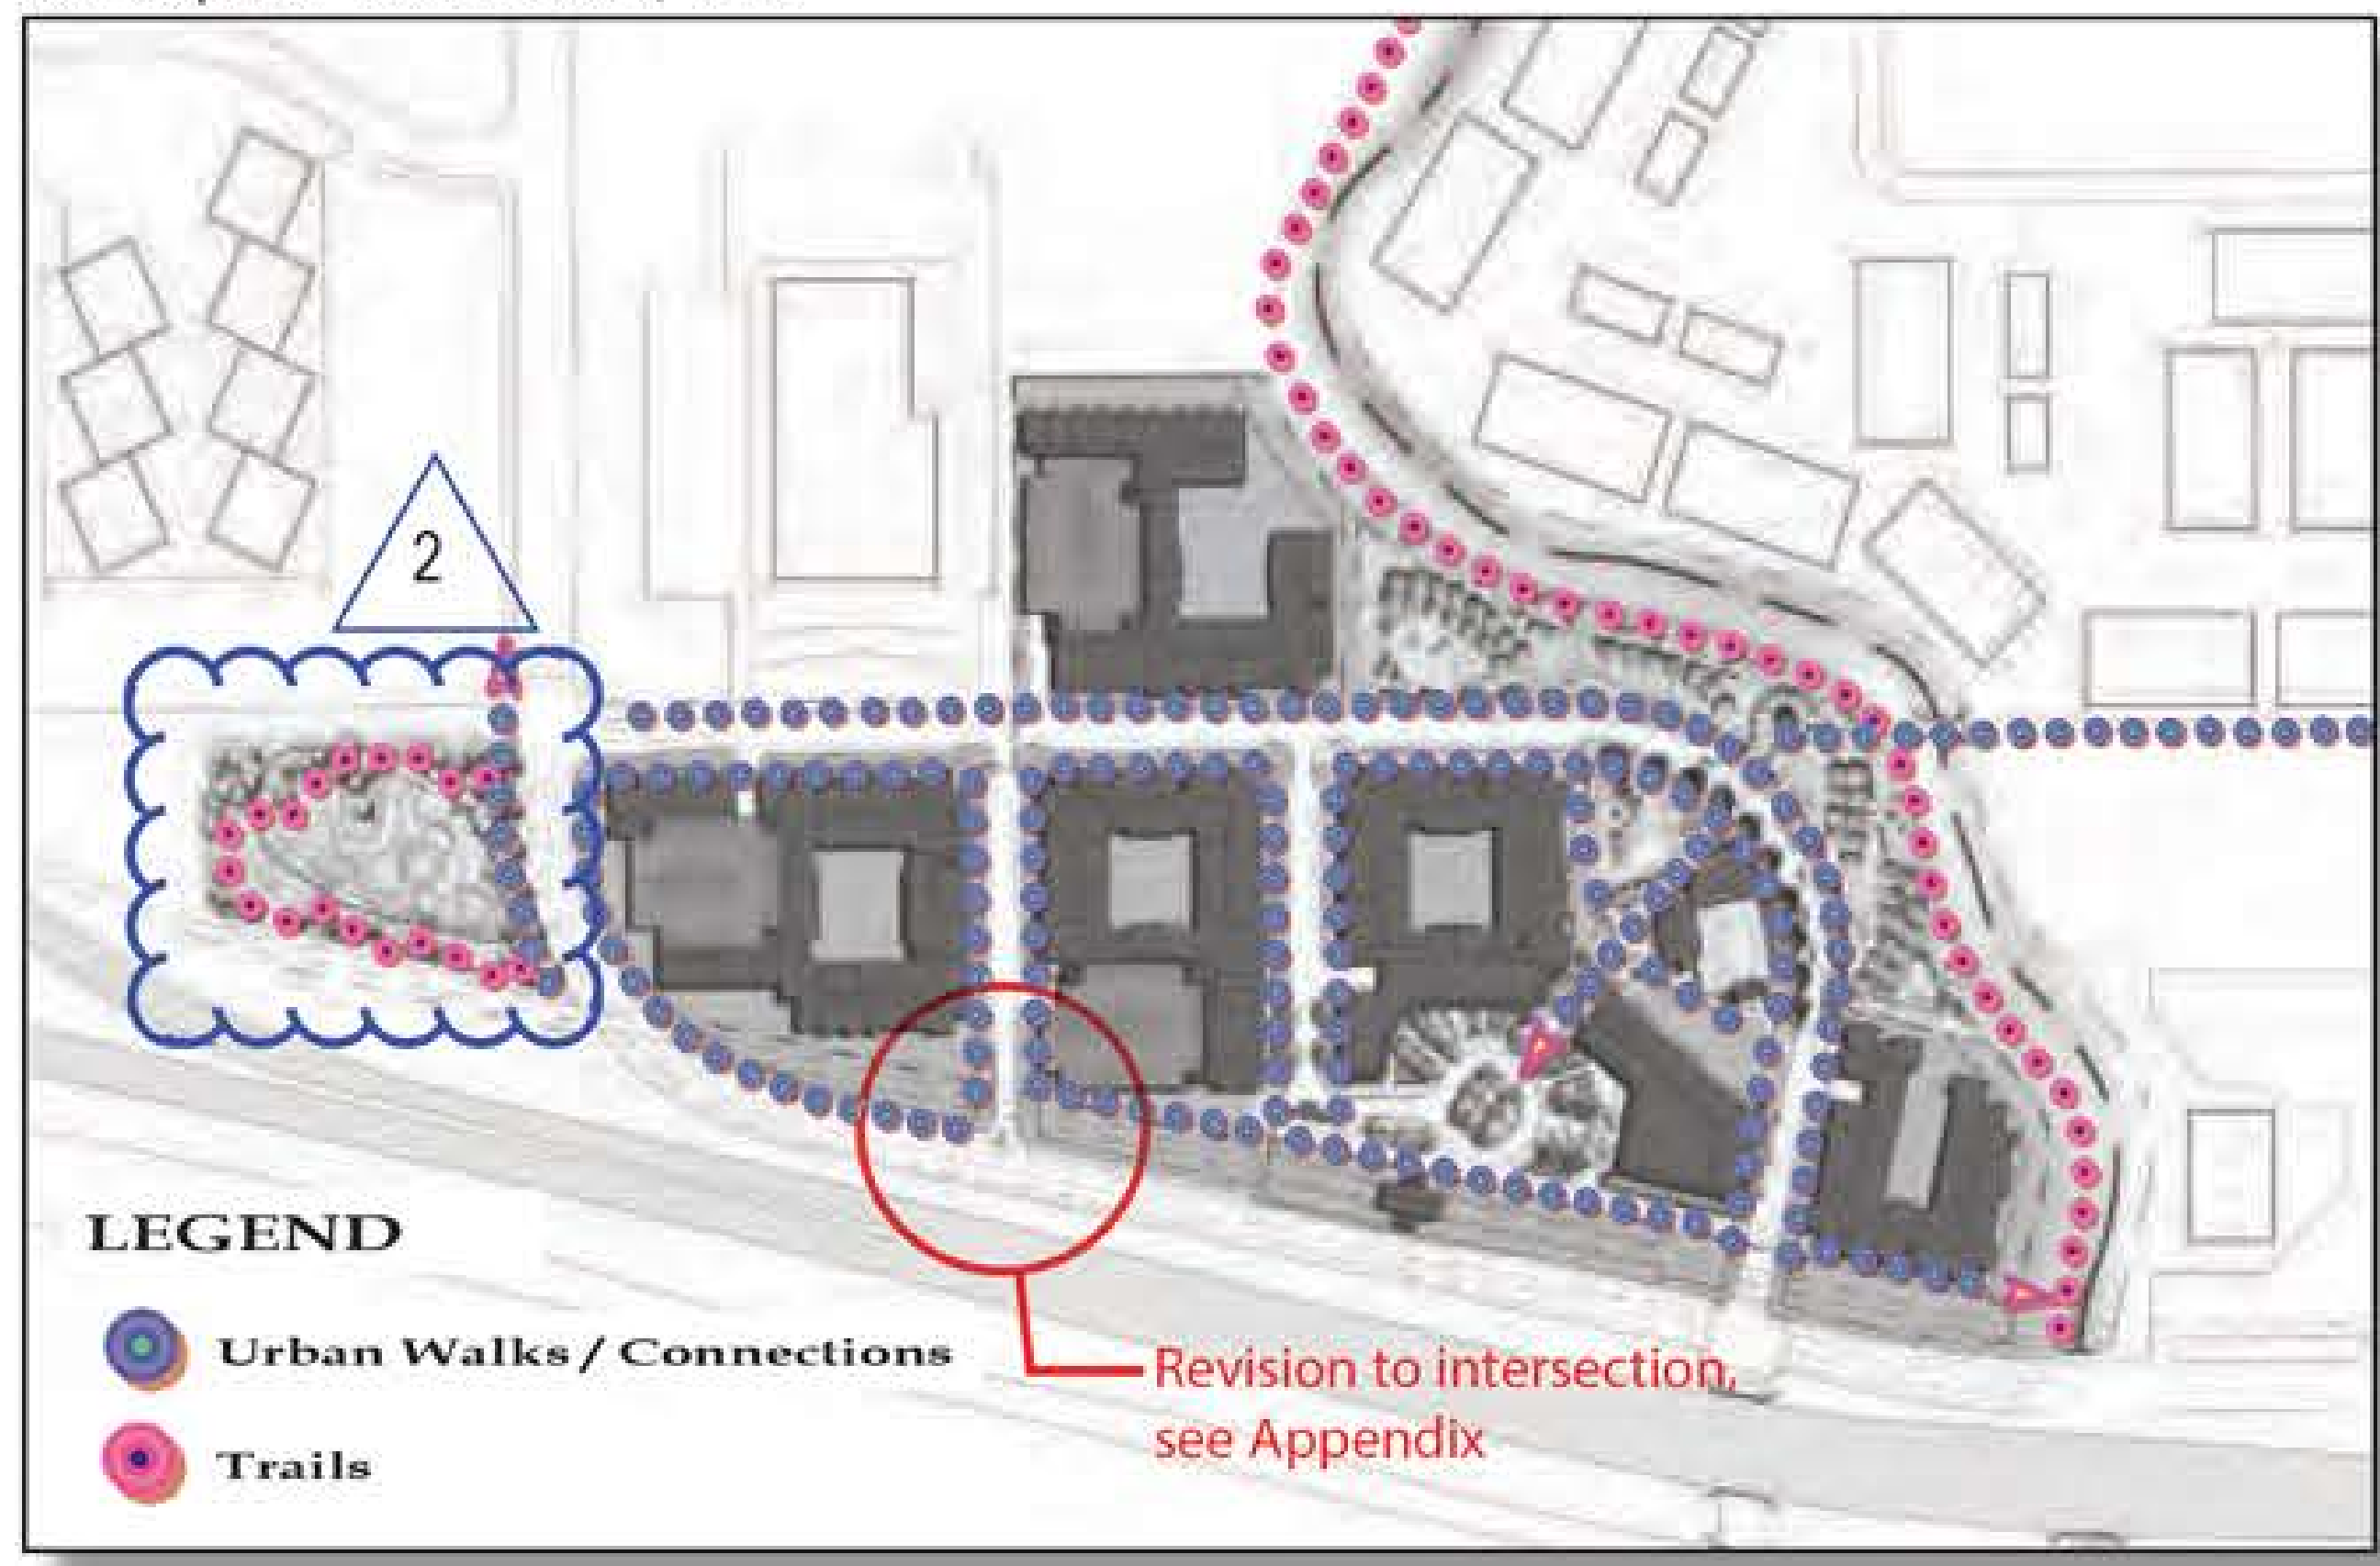 2
LEGEND
Urban Walks / Connections
Trails
Revision to intersection,
see Appendix